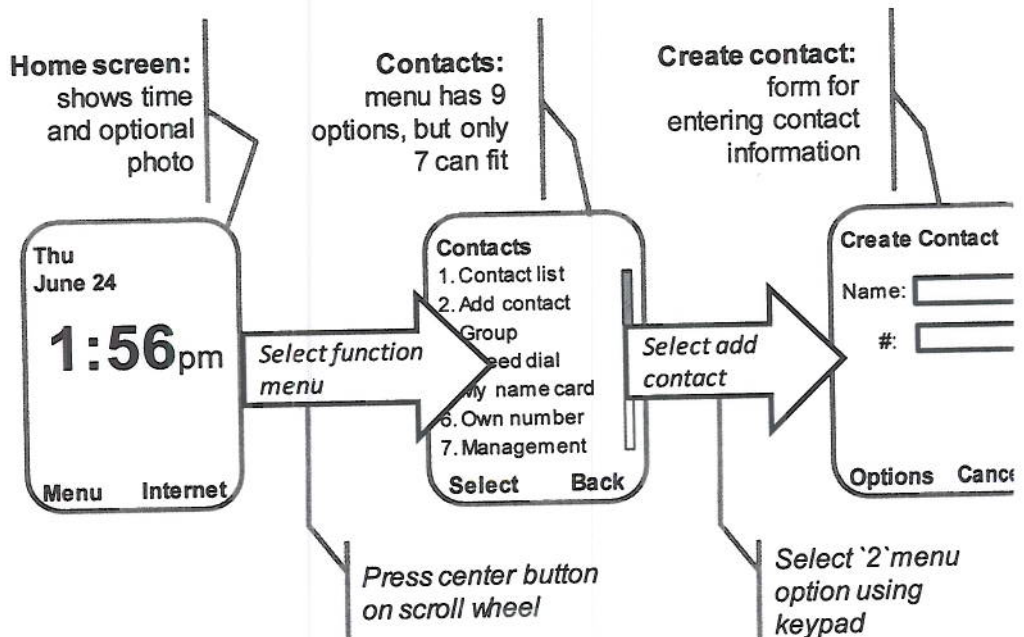 Home screen:
shows time
and optional
photo
Contacts:
menu has 9
options, but only
7 can fit
Create contact:
form for
entering contact
information
Thu
June 24
1:56pm
Menu Internet
Select function
menu
Contacts
1. Contact list
2. Add contact
Group
eed dial
My name card
6. Own number
7. Management
Select Back
Select add
contact
Create Contact
Name:
#:
Options Cance
Press center button
on scroll wheel
Select `2` menu
option using
keypad